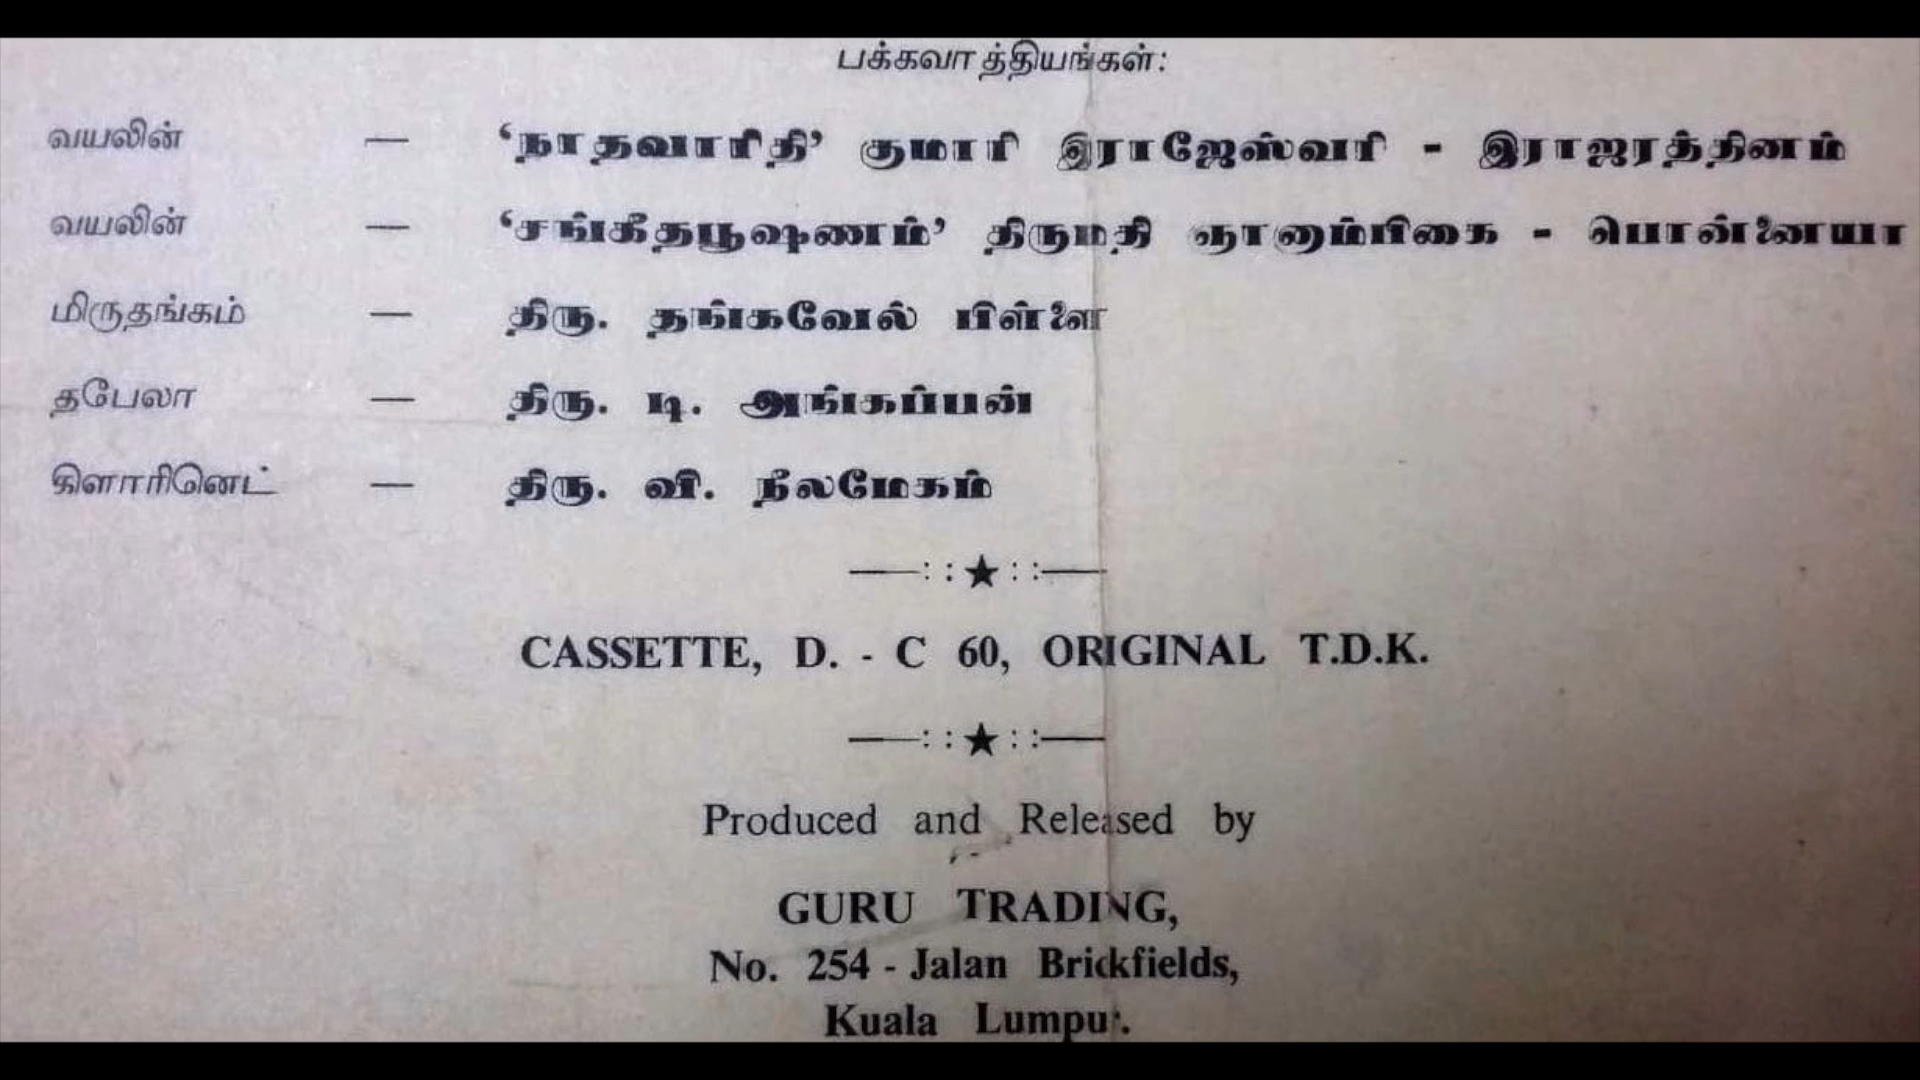 பக்கவாத்தியங்கள்:
வயலின் — ‘நாதவாரிதி’ குமாரி இராஜேஸ்வரி - இராஜரத்தினம்
வயலின் — ‘சங்கீதபூஷணம்’ திருமதி ஞானாம்பிகை - பொன்னையா
மிருதங்கம் — திரு. தங்கவேல் பிள்ளை
தபேலா — திரு. டி. அங்கப்பன்
கிளாரினெட் — திரு. வி. நீலமேகம்
CASSETTE, D. - C 60, ORIGINAL T.D.K.
Produced and Released by
GURU TRADING,
No. 254 - Jalan Brickfields,
Kuala Lumpur.